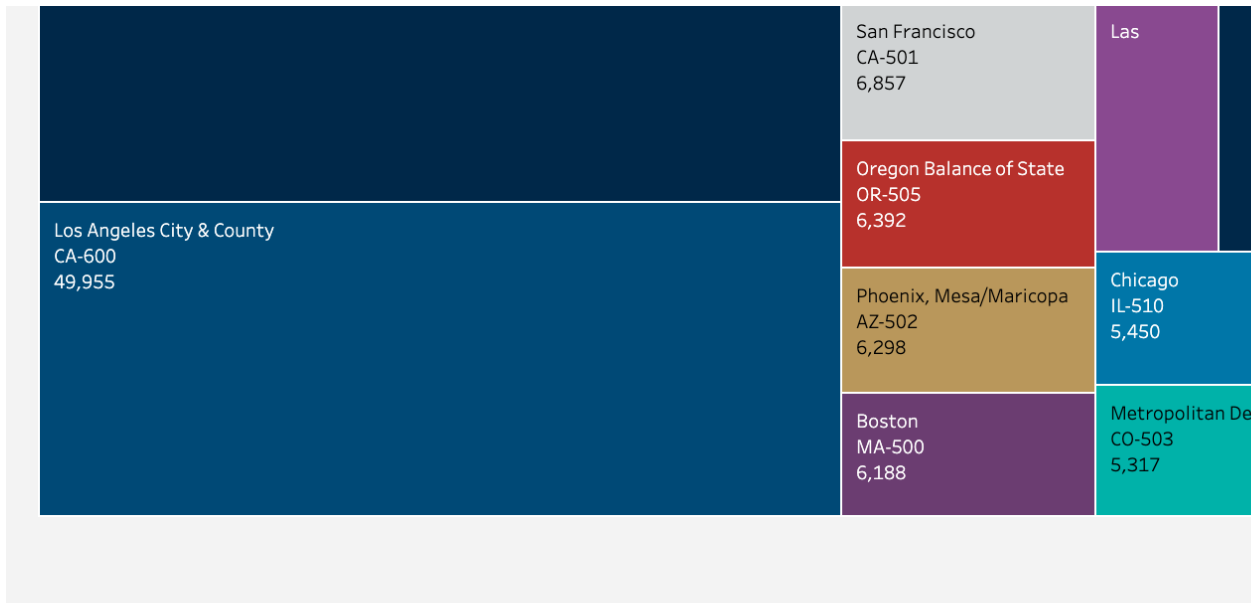 San Francisco
CA-501
6,857
Las
Oregon Balance of State
OR-505
6,392
Los Angeles City & County
CA-600
49,955
Phoenix, Mesa/Maricopa
AZ-502
6,298
Chicago
IL-510
5,450
Boston
MA-500
6,188
Metropolitan De
CO-503
5,317